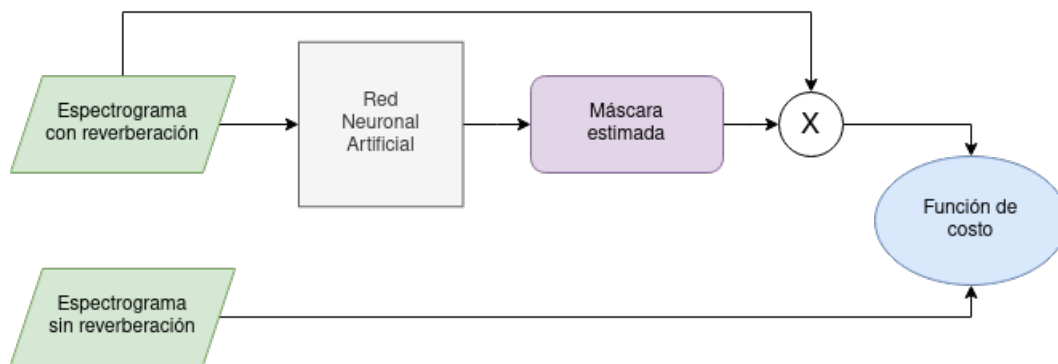 Espectrograma
con reverberación
Red
Neuronal
Artificial
Máscara
estimada
X
Función de
costo
Espectrograma
sin reverberación